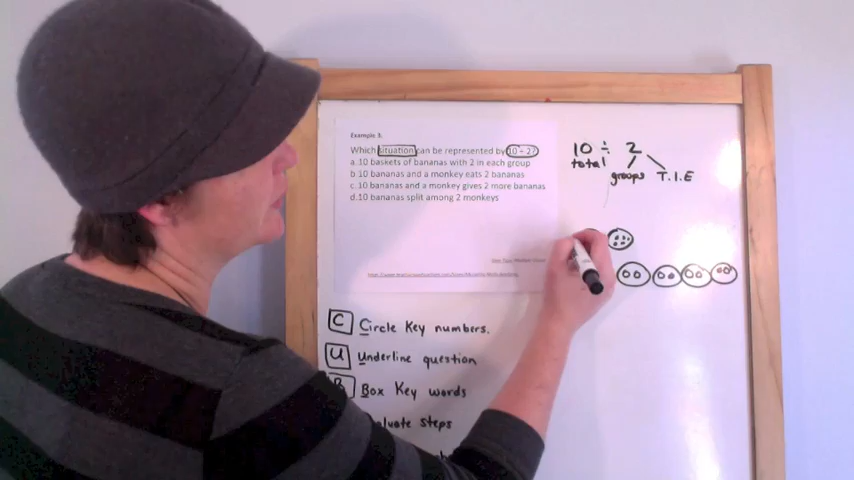 Example 3.
Which situation can be represented by 10 ÷ 2?
a.10 baskets of bananas with 2 in each group
b.10 bananas and a monkey eats 2 bananas
c.10 bananas and a monkey gives 2 more bananas
d.10 bananas split among 2 monkeys
10 ÷ 2
total
groups T.I.E
C Circle Key numbers.
U Underline question
B Box Key words
steps